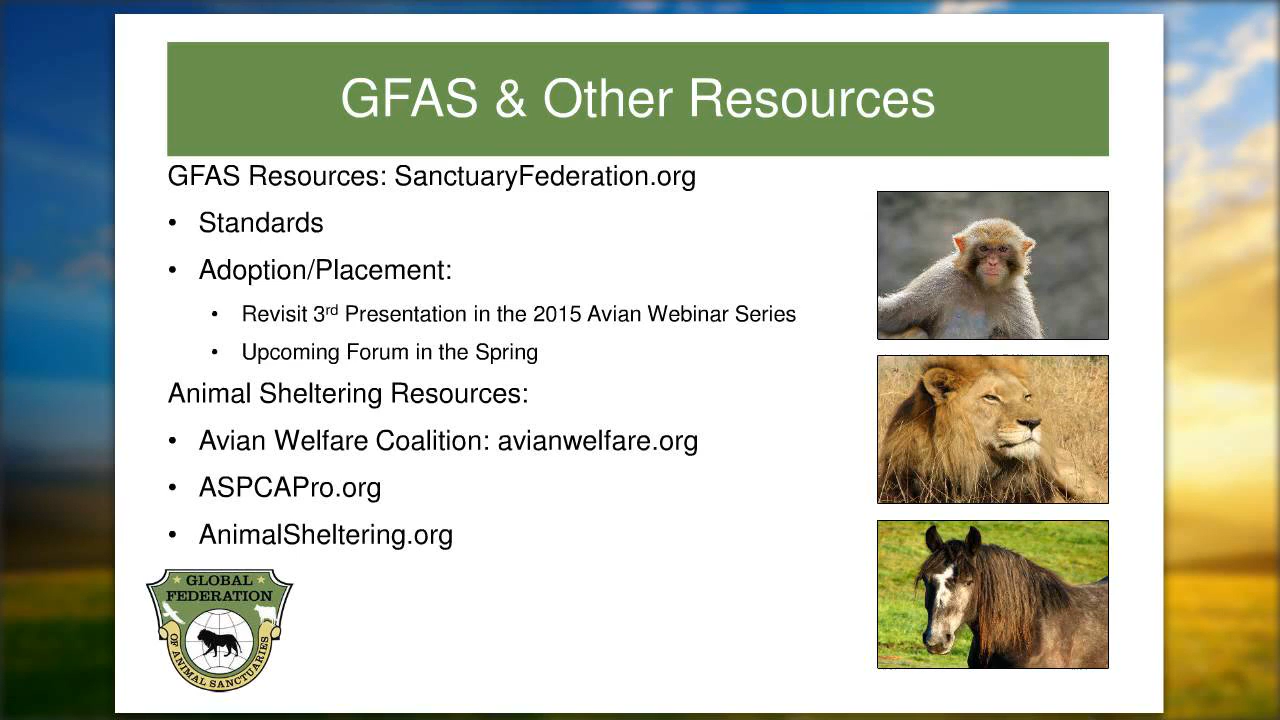 GFAS & Other Resources
GFAS Resources: SanctuaryFederation.org
• Standards
• Adoption/Placement:
• Revisit 3rd Presentation in the 2015 Avian Webinar Series
• Upcoming Forum in the Spring
Animal Sheltering Resources:
• Avian Welfare Coalition: avianwelfare.org
• ASPCAPro.org
• AnimalSheltering.org
GLOBAL
FEDERATION
OF ANIMAL SANCTUARIES